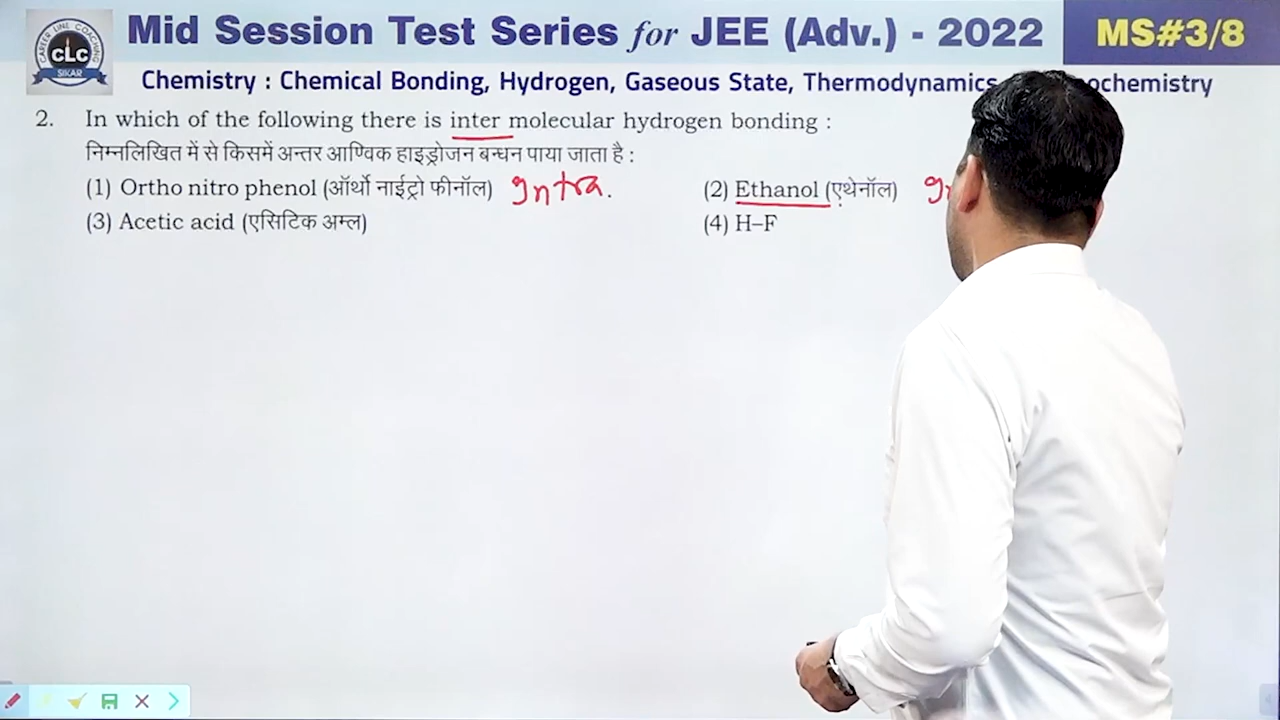 Mid Session Test Series for JEE (Adv.) - 2022 MS#3/8
CAREER LINE COACHING
CLC
SIKAR
Chemistry : Chemical Bonding, Hydrogen, Gaseous State, Thermodynamics ochemistry
2. In which of the following there is inter molecular hydrogen bonding :
निम्नलिखित में से किसमें अन्तर आण्विक हाइड्रोजन बन्धन पाया जाता है :
(1) Ortho nitro phenol (ऑर्थो नाईट्रो फीनॉल) Intra. (2) Ethanol (एथेनॉल)
(3) Acetic acid (एसिटिक अम्ल) (4) H–F